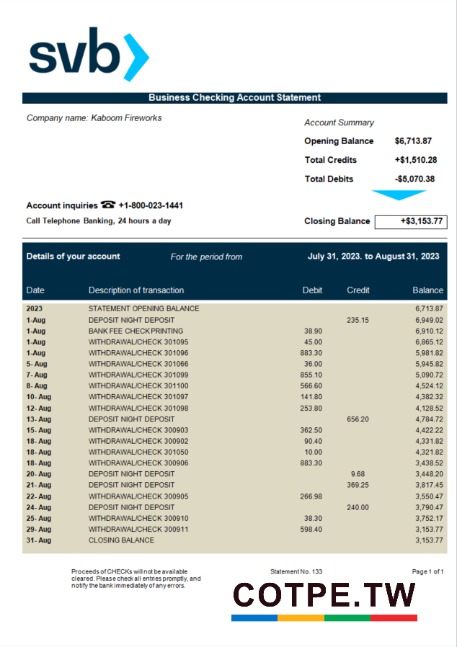 svb
Business Checking Account Statement
Company name: Kaboom Fireworks
Account Summary
Opening Balance $6,713.87
Total Credits +$1,510.28
Total Debits -$5,070.38
Account inquiries ☎ +1-800-023-1441
Call Telephone Banking, 24 hours a day
Closing Balance +$3,153.77
Details of your account For the period from July 31, 2023. to August 31, 2023
Date Description of transaction Debit Credit Balance
2023 STATEMENT OPENING BALANCE 6,713.87
1-Aug DEPOSIT NIGHT DEPOSIT 235.15 6,949.02
1-Aug BANK FEE CHECK PRINTING 38.90 6,910.12
1-Aug WITHDRAWAL/CHECK 301095 45.00 6,865.12
1-Aug WITHDRAWAL/CHECK 301096 883.30 5,981.82
5- Aug WITHDRAWAL/CHECK 301066 36.00 5,945.82
7- Aug WITHDRAWAL/CHECK 301099 855.10 5,090.72
8- Aug WITHDRAWAL/CHECK 301100 566.60 4,524.12
10- Aug WITHDRAWAL/CHECK 301097 141.80 4,382.32
12- Aug WITHDRAWAL/CHECK 301098 253.80 4,128.52
13- Aug DEPOSIT NIGHT DEPOSIT 656.20 4,784.72
15- Aug WITHDRAWAL/CHECK 300903 362.50 4,422.22
18- Aug WITHDRAWAL/CHECK 300902 90.40 4,331.82
18- Aug WITHDRAWAL/CHECK 301050 10.00 4,321.82
18- Aug WITHDRAWAL/CHECK 300906 883.30 3,438.52
20- Aug DEPOSIT NIGHT DEPOSIT 9.68 3,448.20
21- Aug DEPOSIT NIGHT DEPOSIT 369.25 3,817.45
22- Aug WITHDRAWAL/CHECK 300905 266.98 3,550.47
24- Aug DEPOSIT NIGHT DEPOSIT 240.00 3,790.47
25- Aug WITHDRAWAL/CHECK 300910 38.30 3,752.17
29- Aug WITHDRAWAL/CHECK 300911 598.40 3,153.77
31- Aug CLOSING BALANCE 3,153.77
Proceeds of CHECKs will not be available
cleared. Please check all entries promptly, and
notify the bank immediately of any errors.
Statement No. 133
Page 1 of 1
COTPE.TW